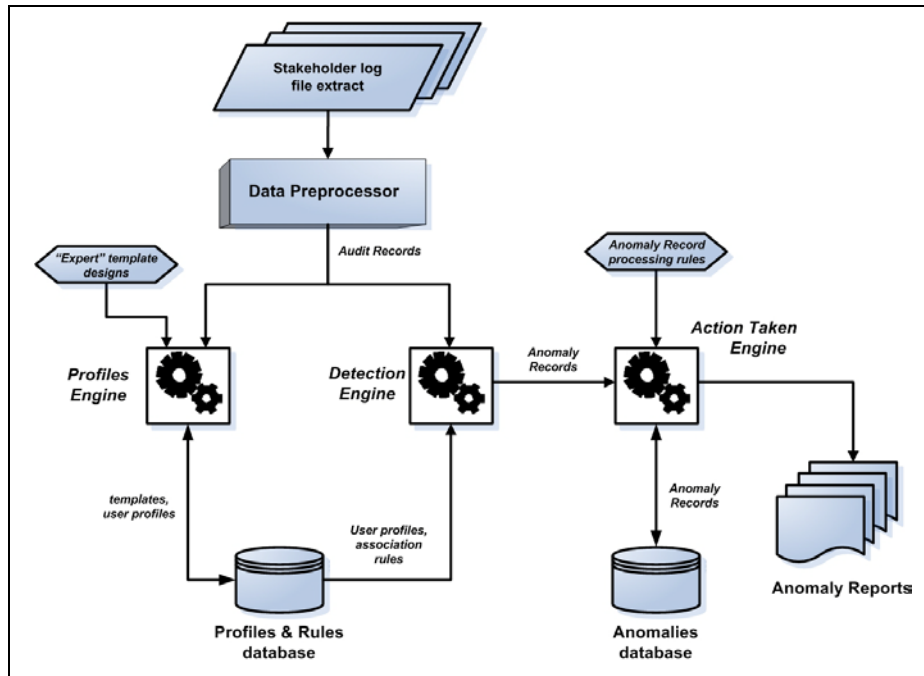 Stakeholder log
file extract
Data Preprocessor
Audit Records
"Expert" template
designs
Anomaly Record
processing rules
Profiles
Engine
Detection
Engine
Anomaly
Records
Action Taken
Engine
templates,
user profiles
User profiles,
association
rules
Anomaly
Records
Profiles & Rules
database
Anomalies
database
Anomaly Reports